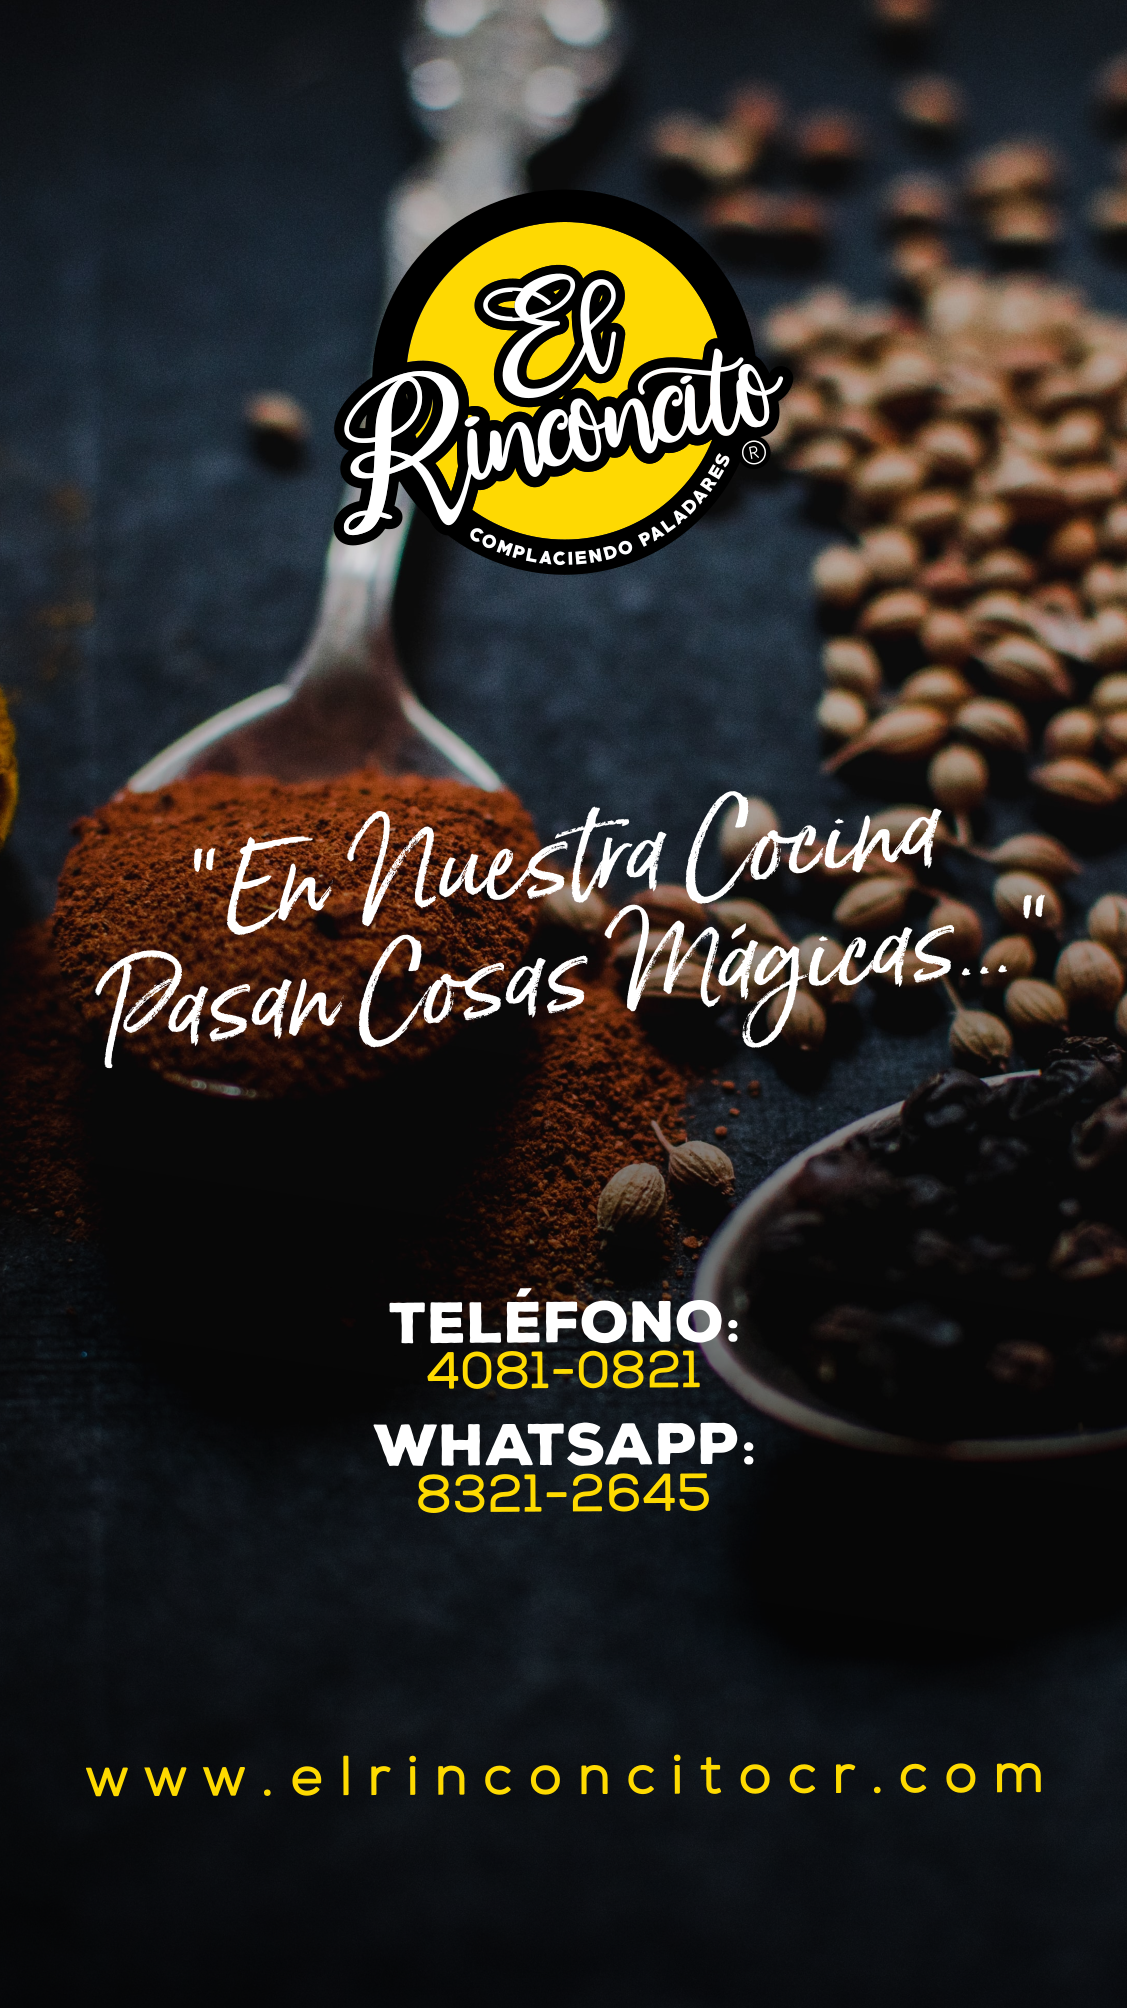 El
Rinconcito
®
COMPLACIENDO PALADARES
"En Nuestra Cocina
Pasan Cosas Mágicas..."
TELÉFONO:
4081-0821
WHATSAPP:
8321-2645
www.elrinconcitocr.com